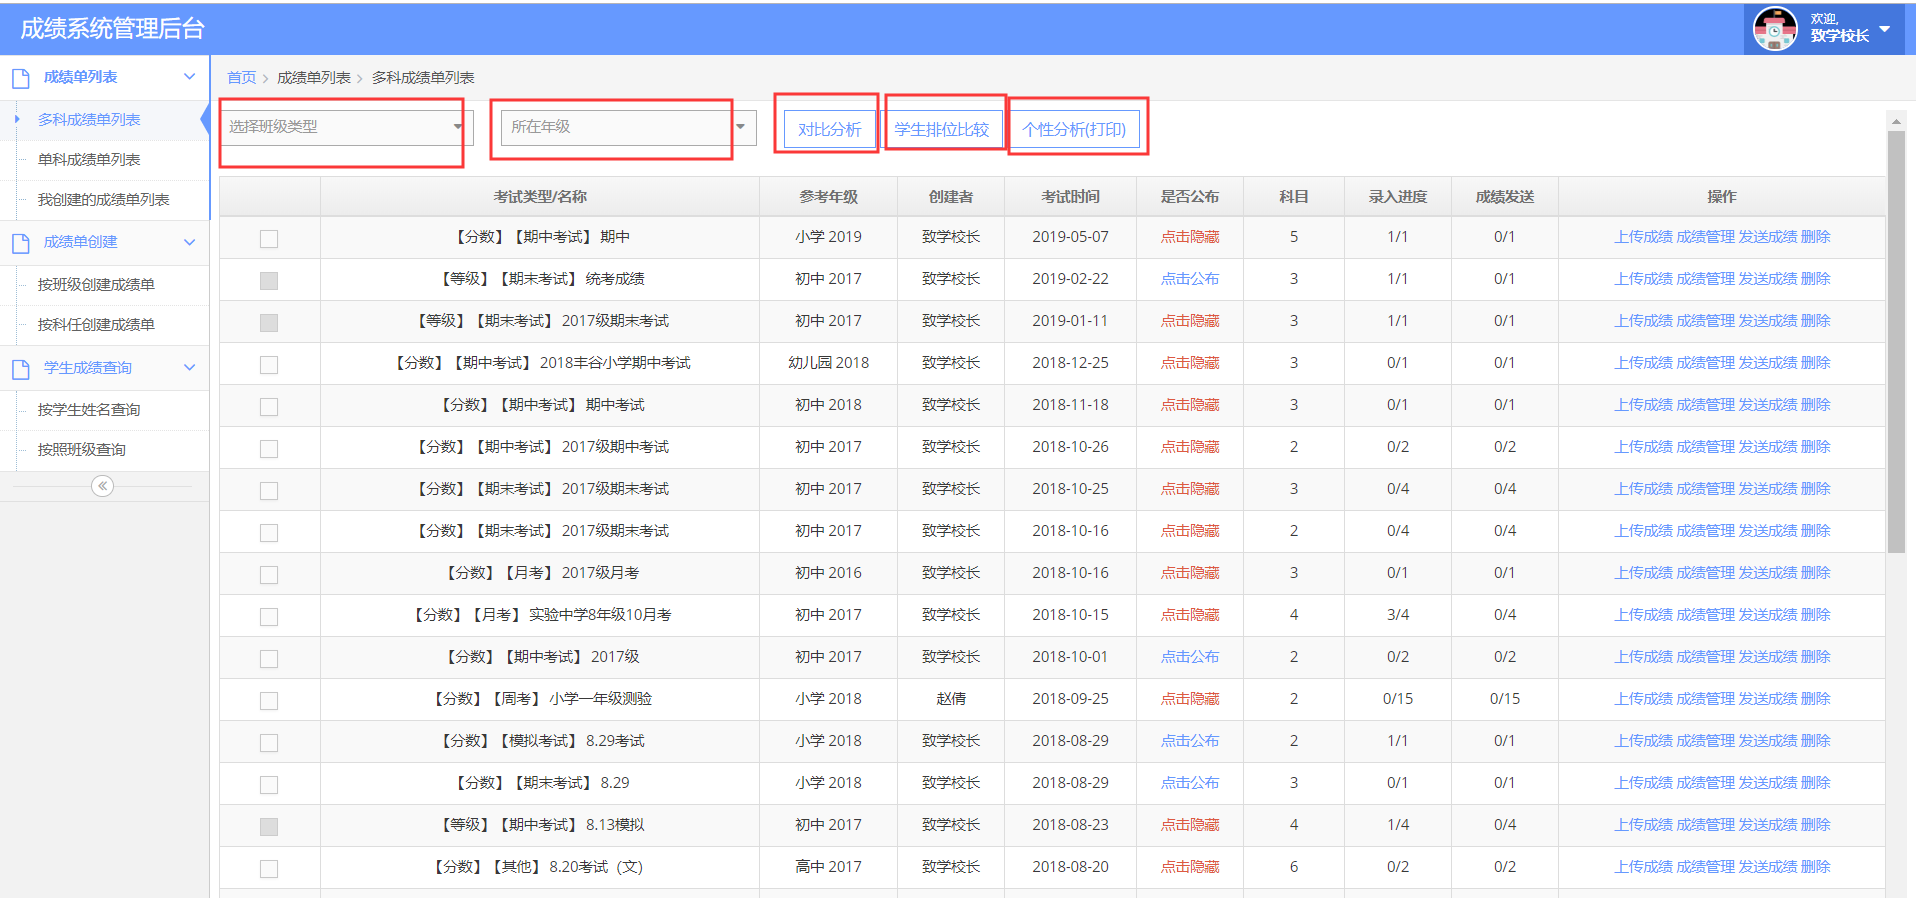 成绩系统管理后台
欢迎,
致学校长
成绩单列表
多科成绩单列表
单科成绩单列表
我创建的成绩单列表
成绩单创建
按班级创建成绩单
按科任创建成绩单
学生成绩查询
按学生姓名查询
按照班级查询
首页 > 成绩单列表 > 多科成绩单列表
选择班级类型 所在年级 对比分析 学生排位比较 个性分析(打印)
考试类型/名称 参考年级 创建者 考试时间 是否公布 科目 录入进度 成绩发送 操作
【分数】【期中考试】期中 小学 2019 致学校长 2019-05-07 点击隐藏 5 1/1 0/1 上传成绩 成绩管理 发送成绩 删除
【等级】【期末考试】统考成绩 初中 2017 致学校长 2019-02-22 点击公布 3 1/1 0/1 上传成绩 成绩管理 发送成绩 删除
【等级】【期末考试】2017级期末考试 初中 2017 致学校长 2019-01-11 点击隐藏 3 1/1 0/1 上传成绩 成绩管理 发送成绩 删除
【分数】【期中考试】2018丰谷小学期中考试 幼儿园 2018 致学校长 2018-12-25 点击隐藏 3 0/1 0/1 上传成绩 成绩管理 发送成绩 删除
【分数】【期中考试】期中考试 初中 2018 致学校长 2018-11-18 点击隐藏 3 0/1 0/1 上传成绩 成绩管理 发送成绩 删除
【分数】【期中考试】2017级期中考试 初中 2017 致学校长 2018-10-26 点击隐藏 2 0/2 0/2 上传成绩 成绩管理 发送成绩 删除
【分数】【期末考试】2017级期末考试 初中 2017 致学校长 2018-10-25 点击隐藏 3 0/4 0/4 上传成绩 成绩管理 发送成绩 删除
【分数】【期末考试】2017级期末考试 初中 2017 致学校长 2018-10-16 点击隐藏 2 0/4 0/4 上传成绩 成绩管理 发送成绩 删除
【分数】【月考】2017级月考 初中 2016 致学校长 2018-10-16 点击隐藏 3 0/1 0/1 上传成绩 成绩管理 发送成绩 删除
【分数】【月考】实验中学8年级10月考 初中 2017 致学校长 2018-10-15 点击隐藏 4 3/4 0/4 上传成绩 成绩管理 发送成绩 删除
【分数】【期中考试】2017级 初中 2017 致学校长 2018-10-01 点击公布 2 0/2 0/2 上传成绩 成绩管理 发送成绩 删除
【分数】【周考】小学一年级测验 小学 2018 赵倩 2018-09-25 点击隐藏 2 0/15 0/15 上传成绩 成绩管理 发送成绩 删除
【分数】【模拟考试】8.29考试 小学 2018 致学校长 2018-08-29 点击公布 2 1/1 0/1 上传成绩 成绩管理 发送成绩 删除
【分数】【期末考试】8.29 小学 2018 致学校长 2018-08-29 点击公布 3 0/1 0/1 上传成绩 成绩管理 发送成绩 删除
【等级】【期中考试】8.13模拟 初中 2017 致学校长 2018-08-23 点击隐藏 4 1/4 0/4 上传成绩 成绩管理 发送成绩 删除
【分数】【其他】8.20考试（文） 高中 2017 致学校长 2018-08-20 点击隐藏 6 0/2 0/2 上传成绩 成绩管理 发送成绩 删除